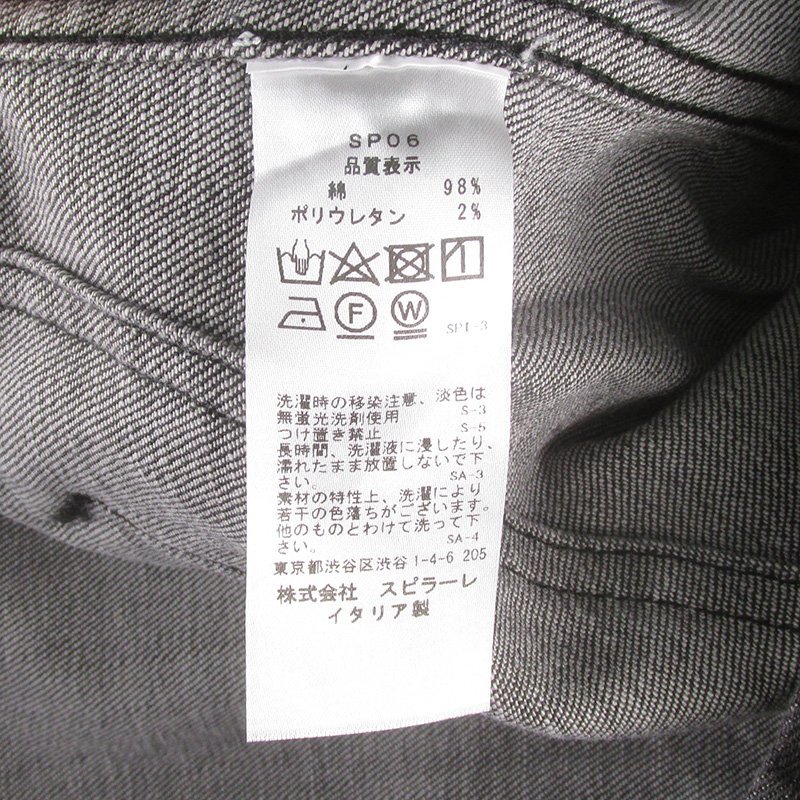 SP06
品質表示
綿 98%
ポリウレタン 2%
F W SPI-3
洗濯時の移染注意、淡色は
無蛍光洗剤使用 S-3
つけ置き禁止 S-5
長時間、洗濯液に浸したり、
濡れたまま放置しないで下
さい。 SA-3
素材の特性上、洗濯により
若干の色落ちがございます。
他のものとわけて洗って下
さい。 SA-4
東京都渋谷区渋谷1-4-6 205
株式会社 スピラーレ
イタリア製